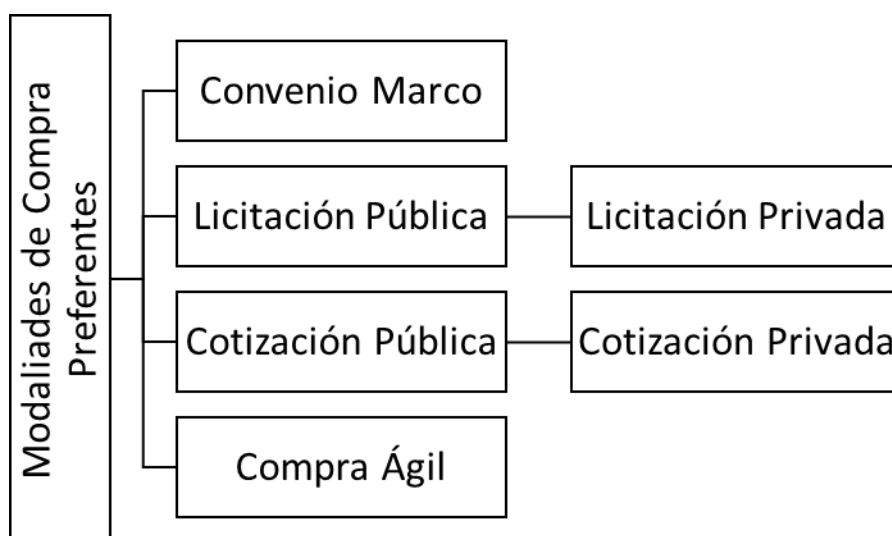 Modaliades de Compra
Preferentes
Convenio Marco
Licitación Pública
Licitación Privada
Cotización Pública
Cotización Privada
Compra Ágil